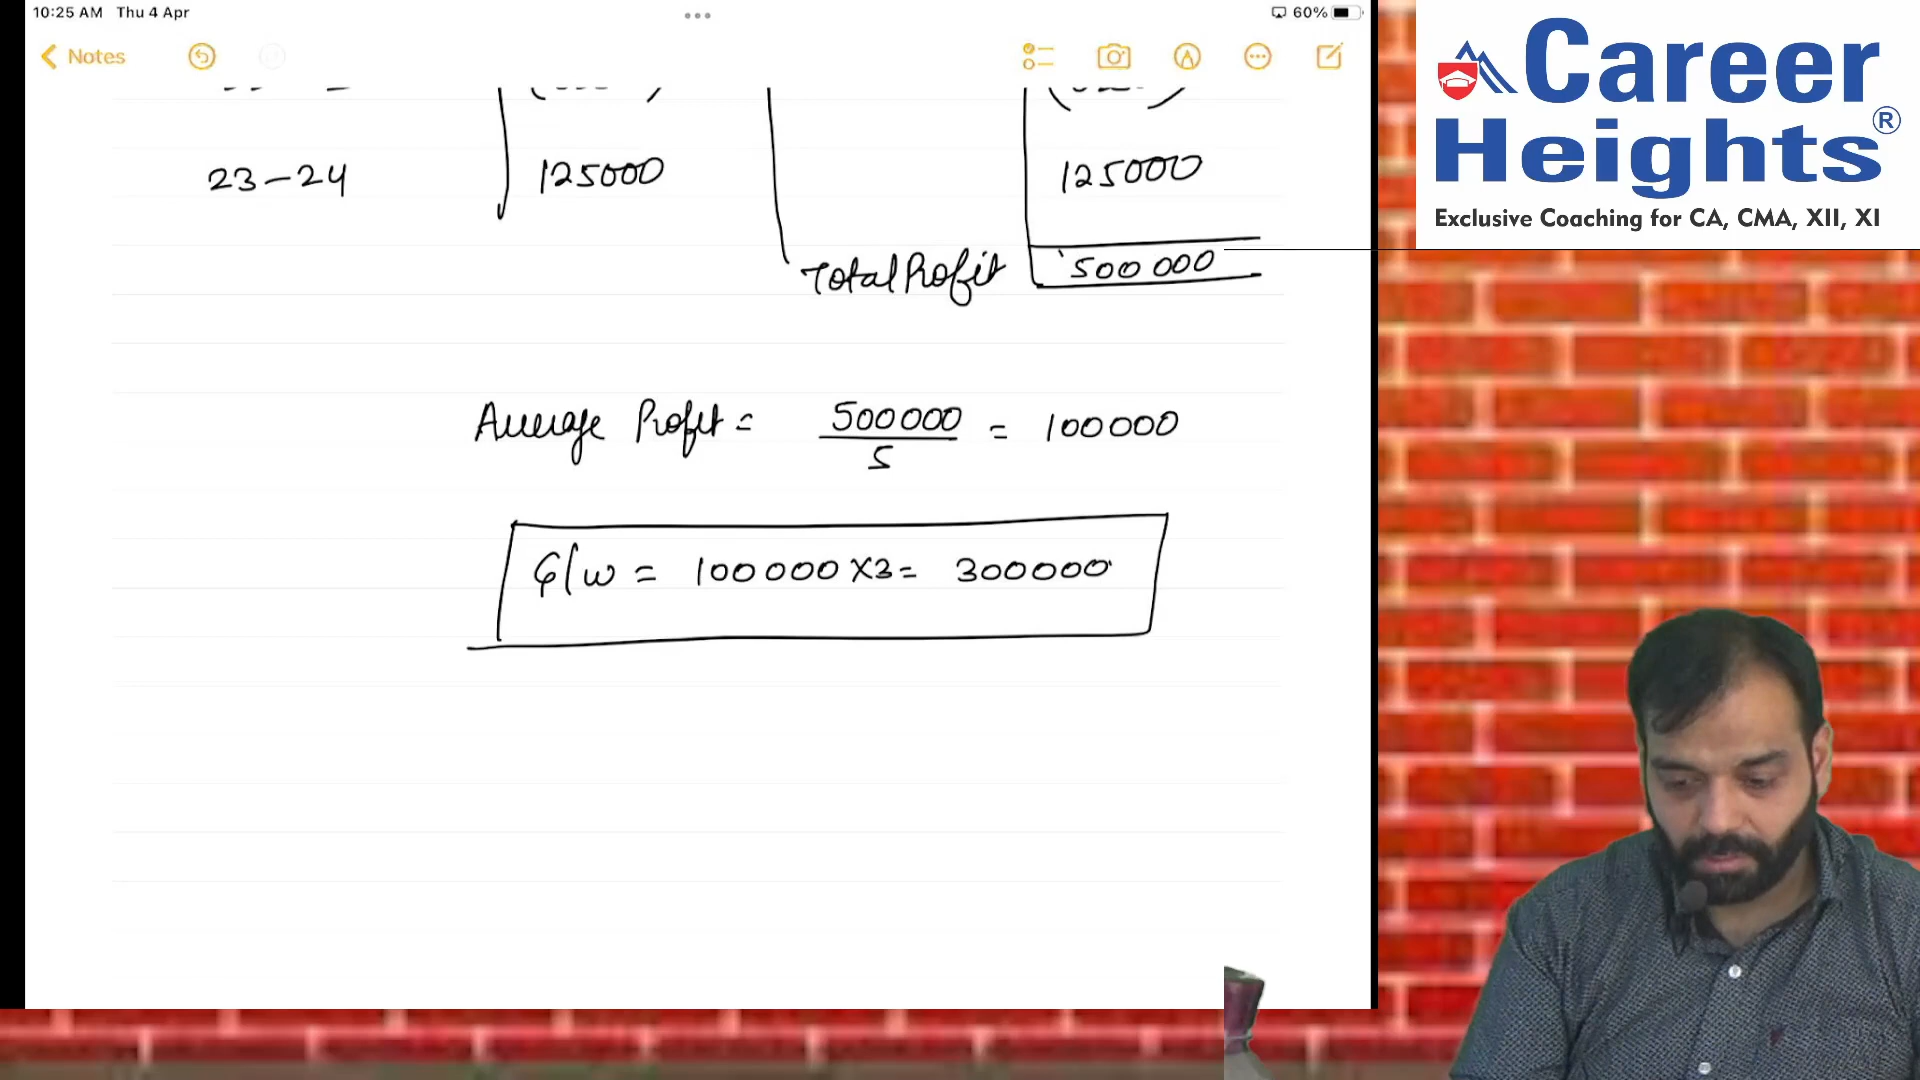 10:25 AM Thu 4 Apr
60%
Notes
Career
Heights®
Exclusive Coaching for CA, CMA, XII, XI
23-24 125000 125000
Total Profit 500000
Average Profit = 500000 / 5 = 100000
G/w = 100000 X3 = 300000